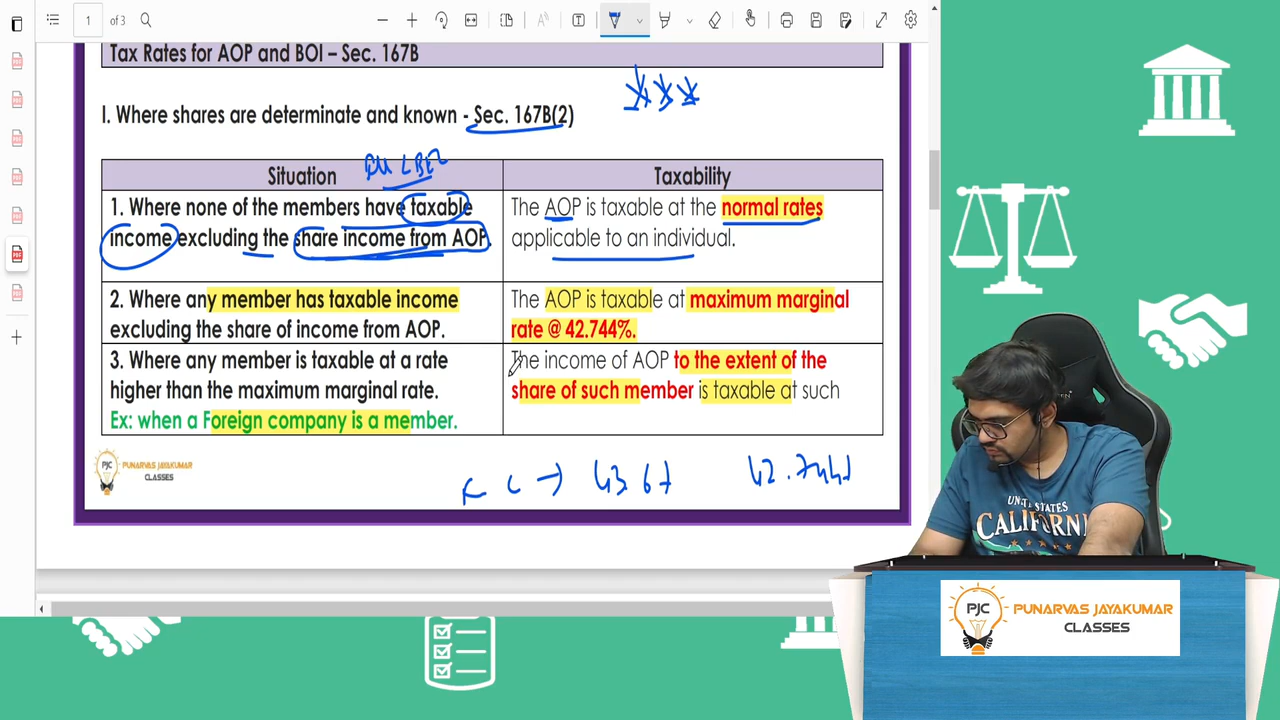 1 of 3
Tax Rates for AOP and BOI – Sec. 167B
I. Where shares are determinate and known - Sec. 167B(2)
Situation
Taxability
1. Where none of the members have taxable
income excluding the share income from AOP.
The AOP is taxable at the normal rates
applicable to an individual.
2. Where any member has taxable income
excluding the share of income from AOP.
The AOP is taxable at maximum marginal
rate @ 42.744%.
3. Where any member is taxable at a rate
higher than the maximum marginal rate.
Ex: when a Foreign company is a member.
The income of AOP to the extent of the
share of such member is taxable at such
PJC
PUNARVAS JAYAKUMAR
CLASSES
43.67
42.744
UNITED STATES
CALIFORNIA
PJC
PUNARVAS JAYAKUMAR
CLASSES